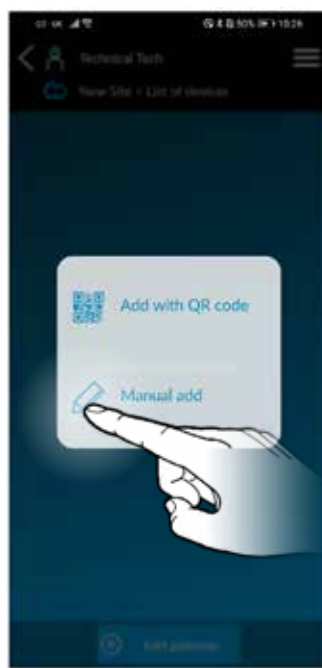 Technical Tech
New Site > List of devices
Add with QR code
Manual add
Add gateway